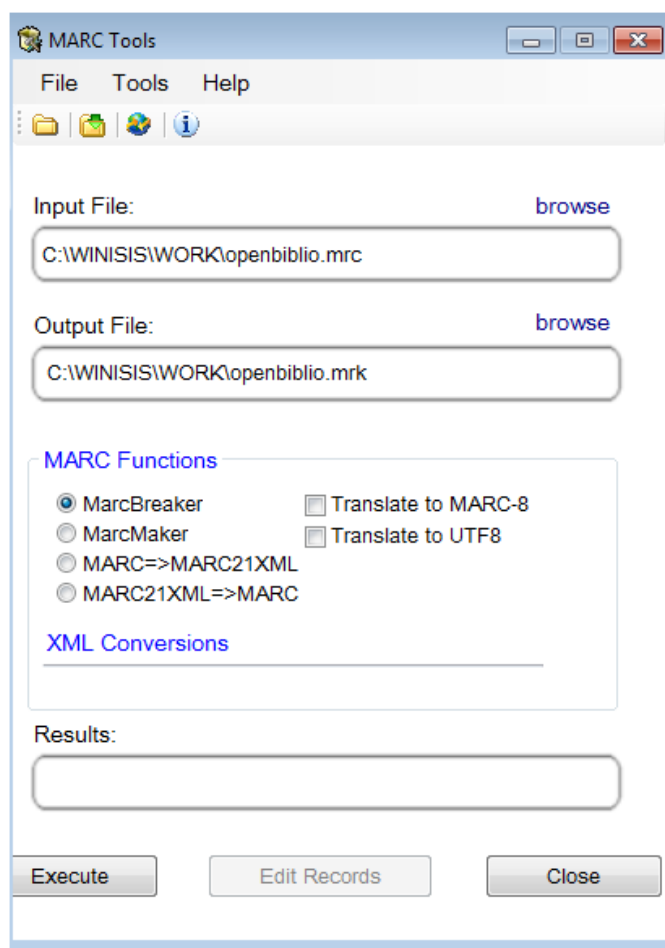 MARC Tools
File Tools Help
Input File: browse
C:\WINISIS\WORK\openbiblio.mrc
Output File: browse
C:\WINISIS\WORK\openbiblio.mrk
MARC Functions
MarcBreaker Translate to MARC-8
MarcMaker Translate to UTF8
MARC=>MARC21XML
MARC21XML=>MARC
XML Conversions
Results:
Execute Edit Records Close